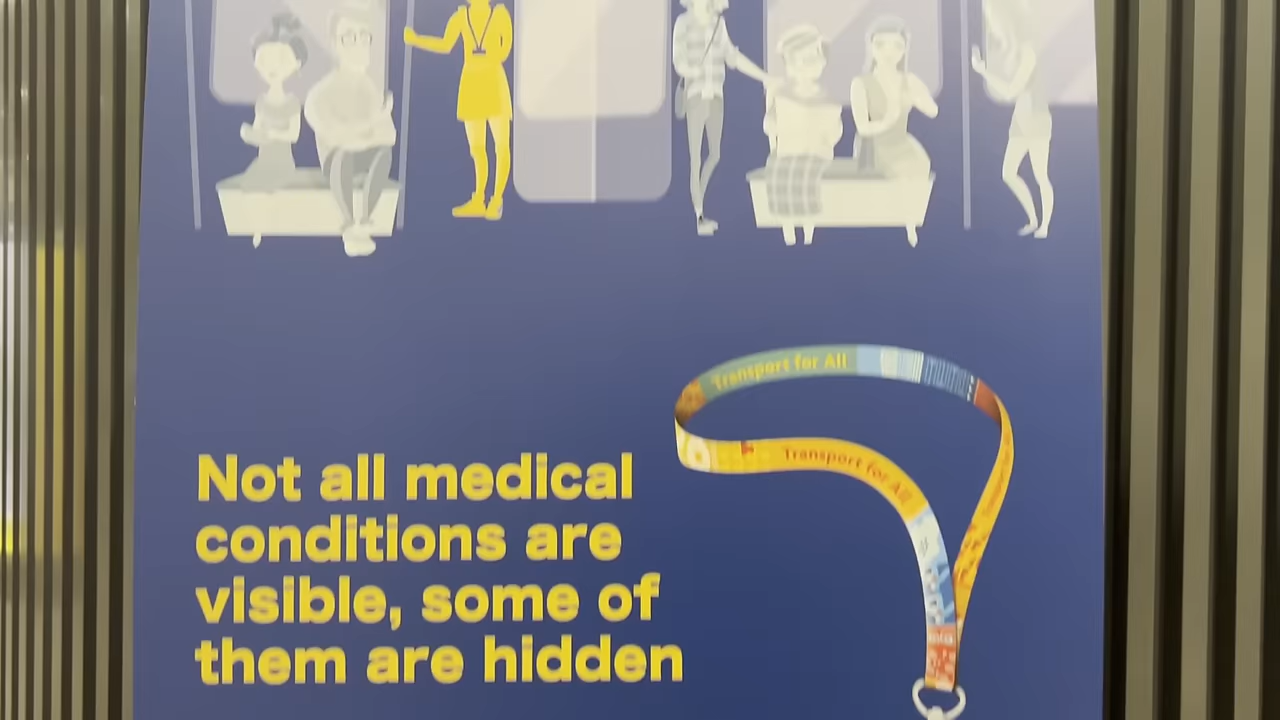 Transport for All
Transport for All
Not all medical
conditions are
visible, some of
them are hidden